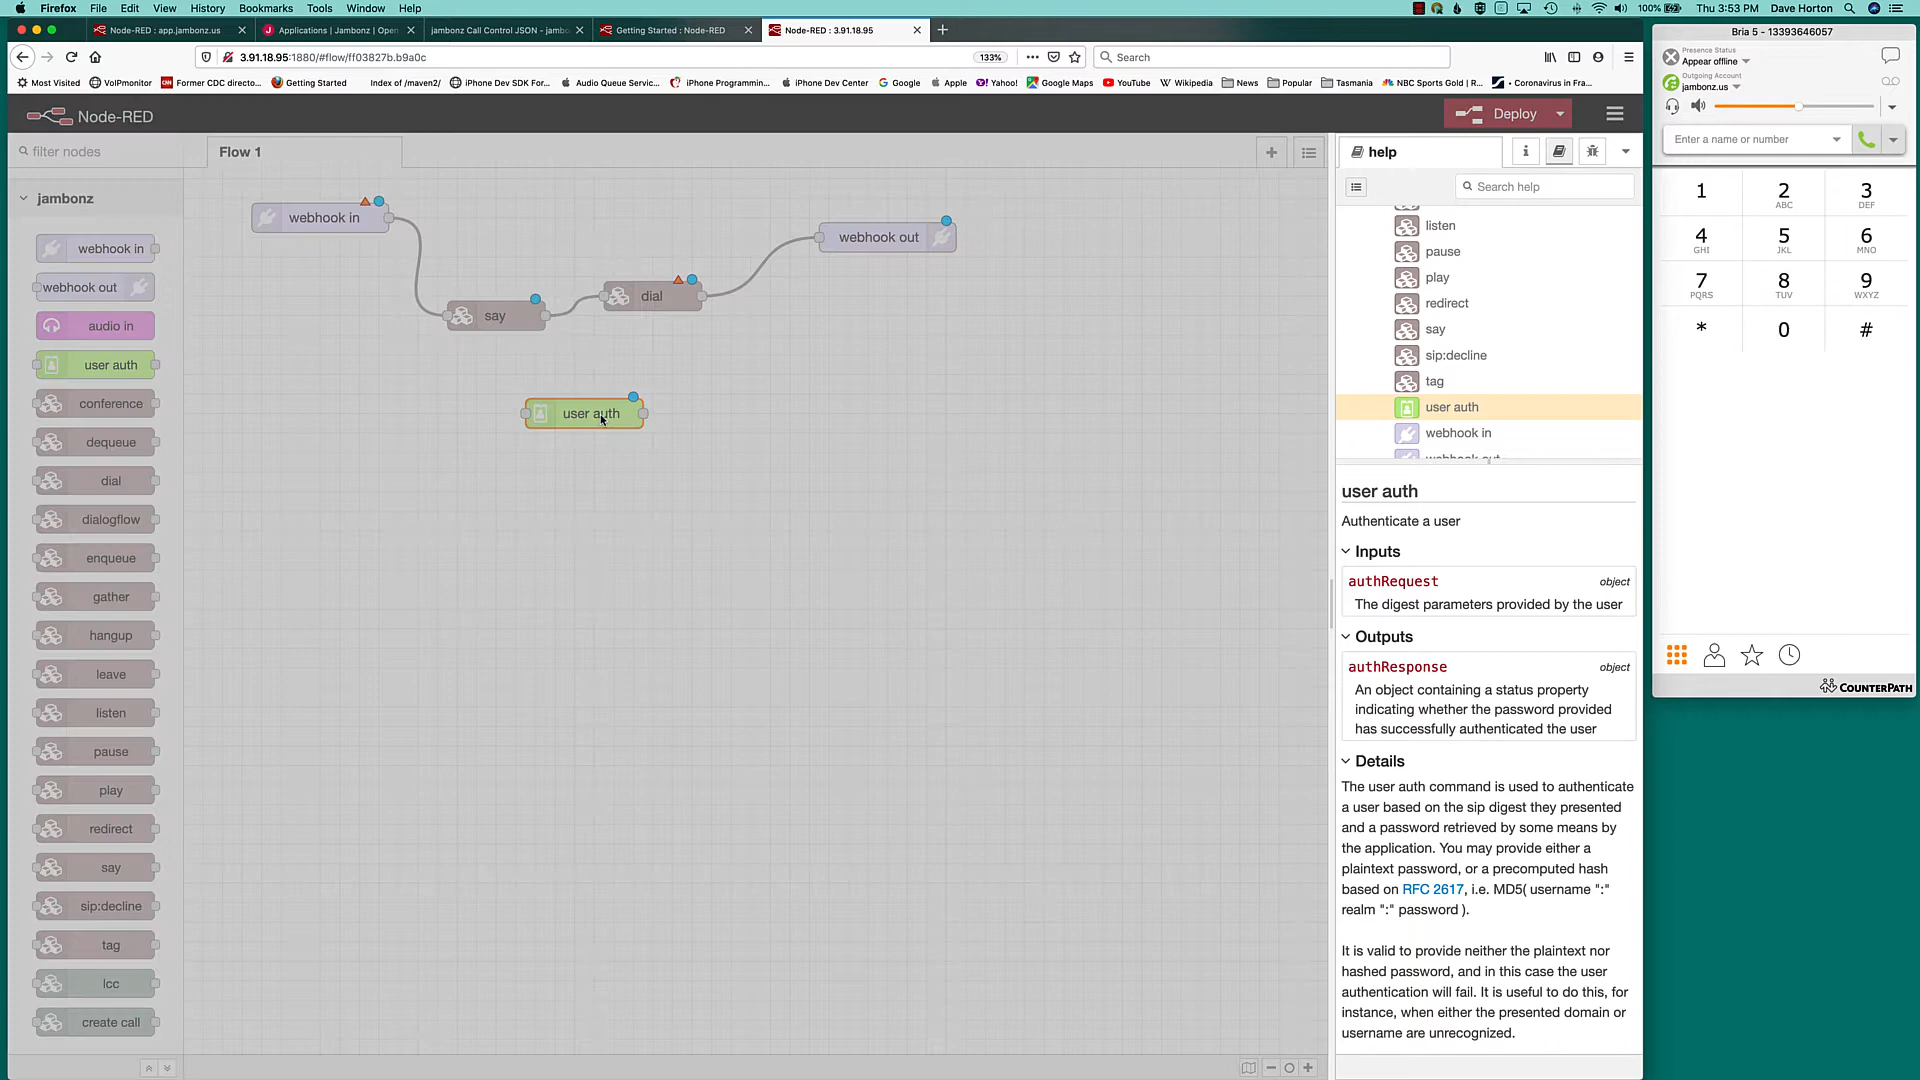 Firefox File Edit View History Bookmarks Tools Window Help
100% Thu 3:53 PM Dave Horton
Node-RED : app.jambonz.us
Applications | Jambonz | Open
jambonz Call Control JSON - jambo
Getting Started : Node-RED
Node-RED : 3.91.18.95
3.91.18.95:1880/#flow/ff03827b.b9a0c
133%
Search
Most Visited VoIPmonitor Former CDC directo... Getting Started Index of /maven2/ iPhone Dev SDK For... Audio Queue Servic... iPhone Programmin... iPhone Dev Center Google Apple Yahoo! Google Maps YouTube Wikipedia News Popular Tasmania NBC Sports Gold | R... Coronavirus in Fra...
Node-RED
Deploy
filter nodes
jambonz
webhook in
webhook out
audio in
user auth
conference
dequeue
dial
dialogflow
enqueue
gather
hangup
leave
listen
pause
play
redirect
say
sip:decline
tag
lcc
create call
Flow 1
webhook in
say
dial
webhook out
user auth
help
Search help
listen
pause
play
redirect
say
sip:decline
tag
user auth
webhook in
webhook out
user auth
Authenticate a user
Inputs
authRequest object
The digest parameters provided by the user
Outputs
authResponse object
An object containing a status property
indicating whether the password provided
has successfully authenticated the user
Details
The user auth command is used to authenticate
a user based on the sip digest they presented
and a password retrieved by some means by
the application. You may provide either a
plaintext password, or a precomputed hash
based on RFC 2617, i.e. MD5( username ":"
realm ":" password ).
It is valid to provide neither the plaintext nor
hashed password, and in this case the user
authentication will fail. It is useful to do this, for
instance, when either the presented domain or
username are unrecognized.
Bria 5 - 13393646057
Presence Status
Appear offline
Outgoing Account
jambonz.us
Enter a name or number
1 2 3
ABC DEF
4 5 6
GHI JKL MNO
7 8 9
PQRS TUV WXYZ
* 0 #
COUNTERPATH